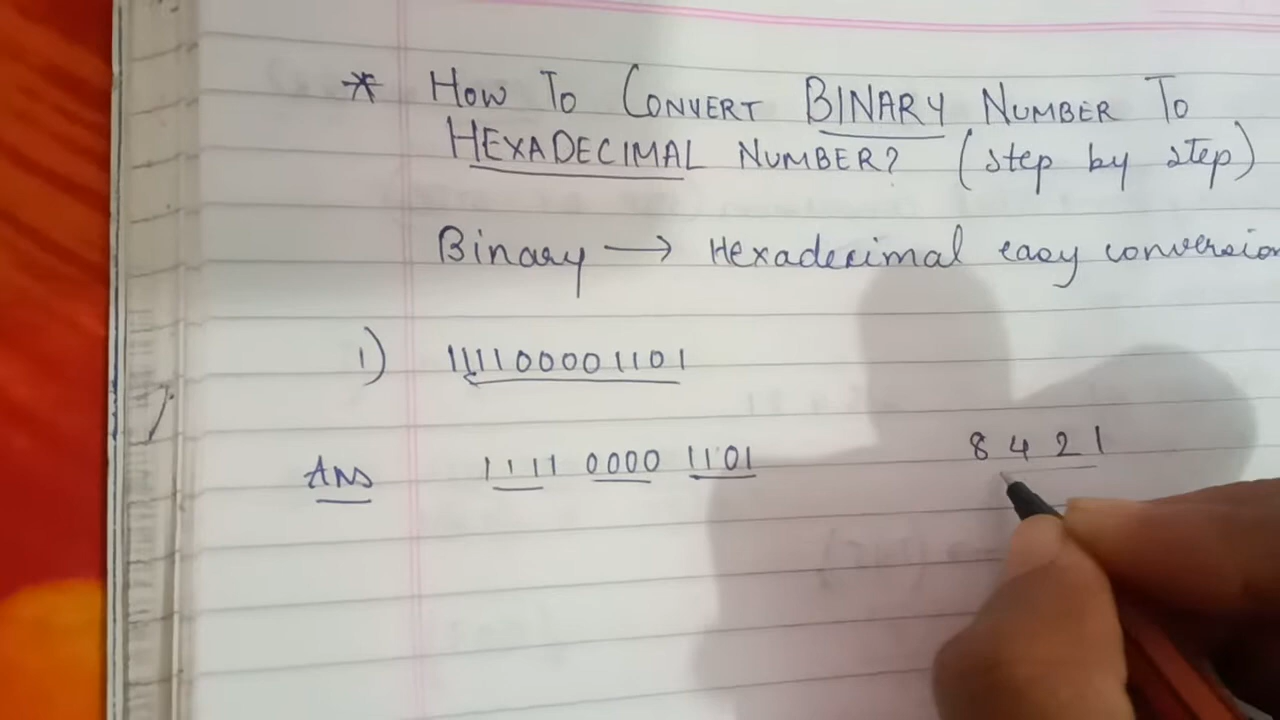 * HOW TO CONVERT BINARY NUMBER TO
HEXADECIMAL NUMBER? (step by step)
Binary → Hexadecimal easy conversion
1) 111100001101
Ans 1111 0000 1101 8 4 2 1